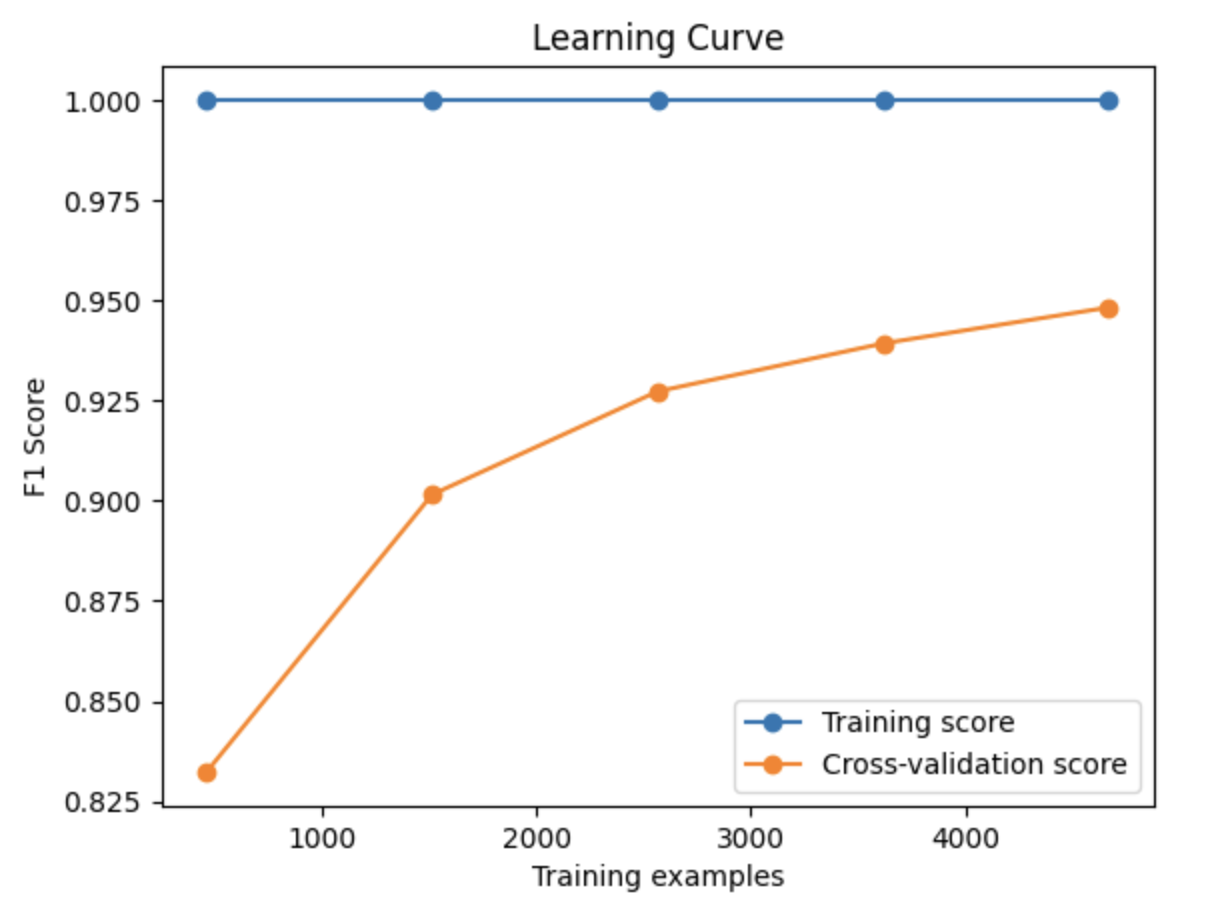 Learning Curve
1.000
0.975
0.950
0.925
0.900
0.875
0.850
0.825
F1 Score
Training score
Cross-validation score
1000 2000 3000 4000
Training examples